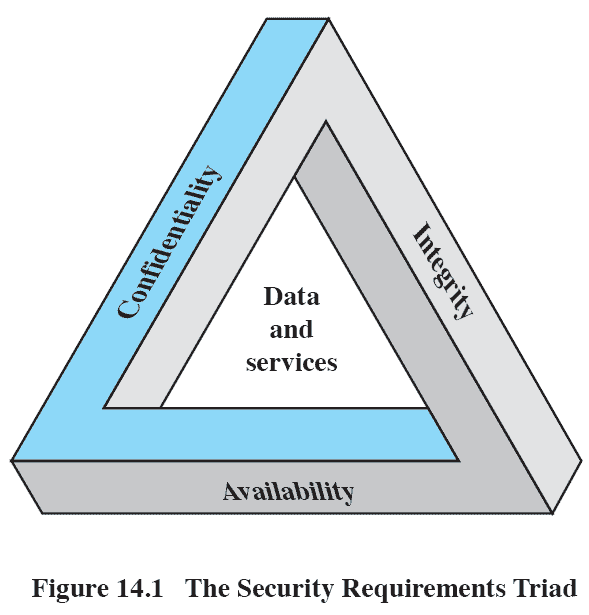 Confidentiality
Integrity
Data
and
services
Availability
Figure 14.1 The Security Requirements Triad